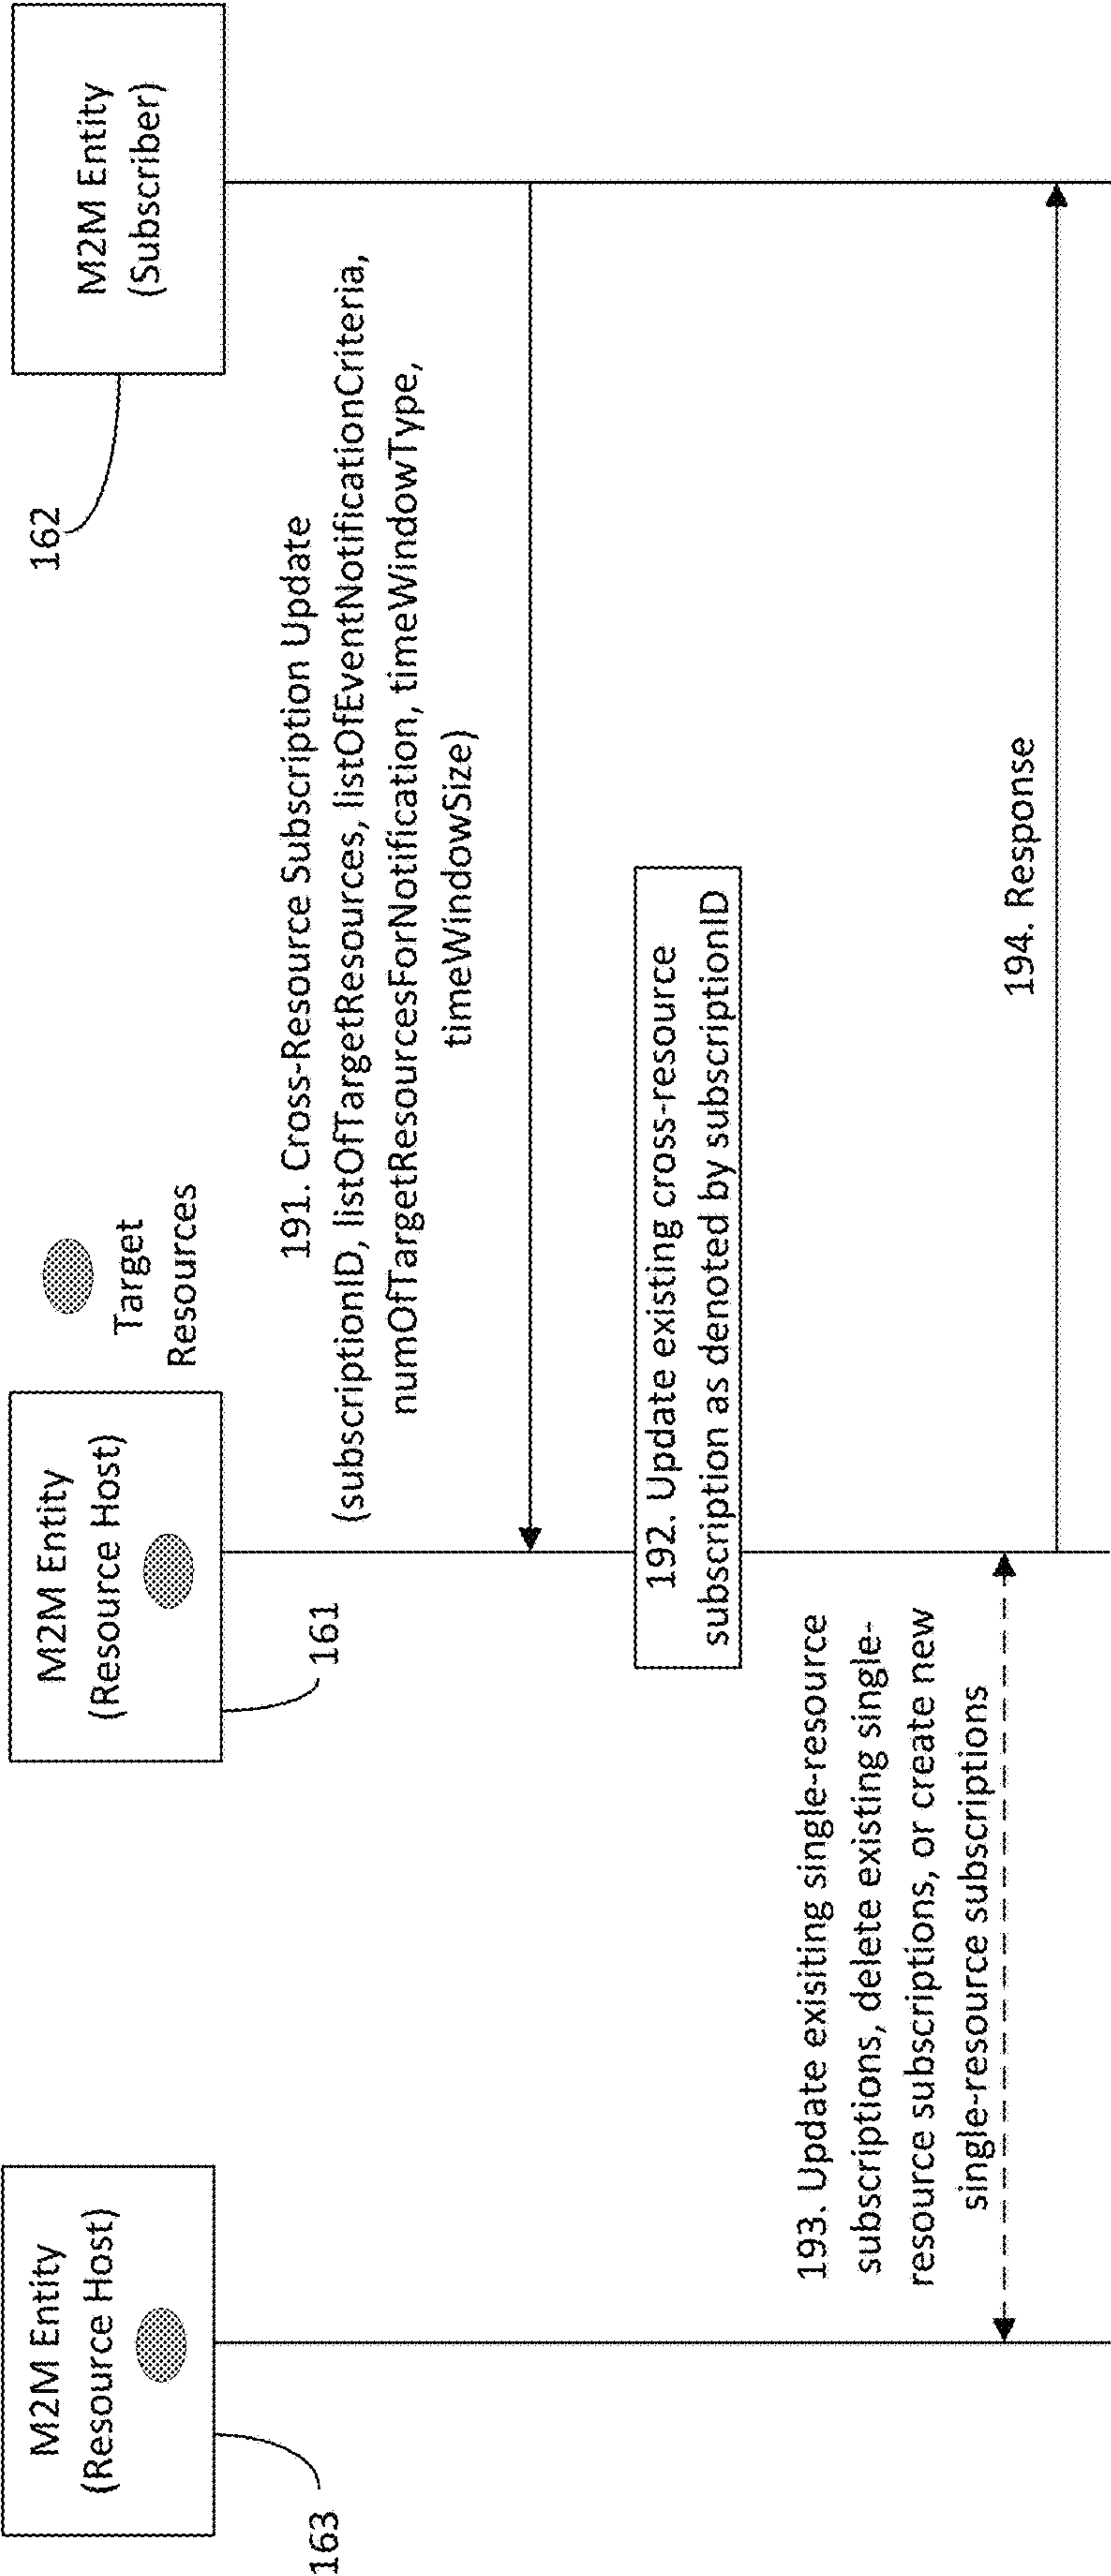 M2M Entity
(Resource Host)
163
M2M Entity
(Resource Host)
161
Target
Resources
M2M Entity
(Subscriber)
162
191. Cross-Resource Subscription Update
(subscriptionID, listOfTargetResources, listOfEventNotificationCriteria,
numOfTargetResourcesForNotification, timeWindowType,
timeWindowSize)
192. Update existing cross-resource
subscription as denoted by subscriptionID
193. Update exisiting single-resource
subscriptions, delete existing single-
resource subscriptions, or create new
single-resource subscriptions
194. Response